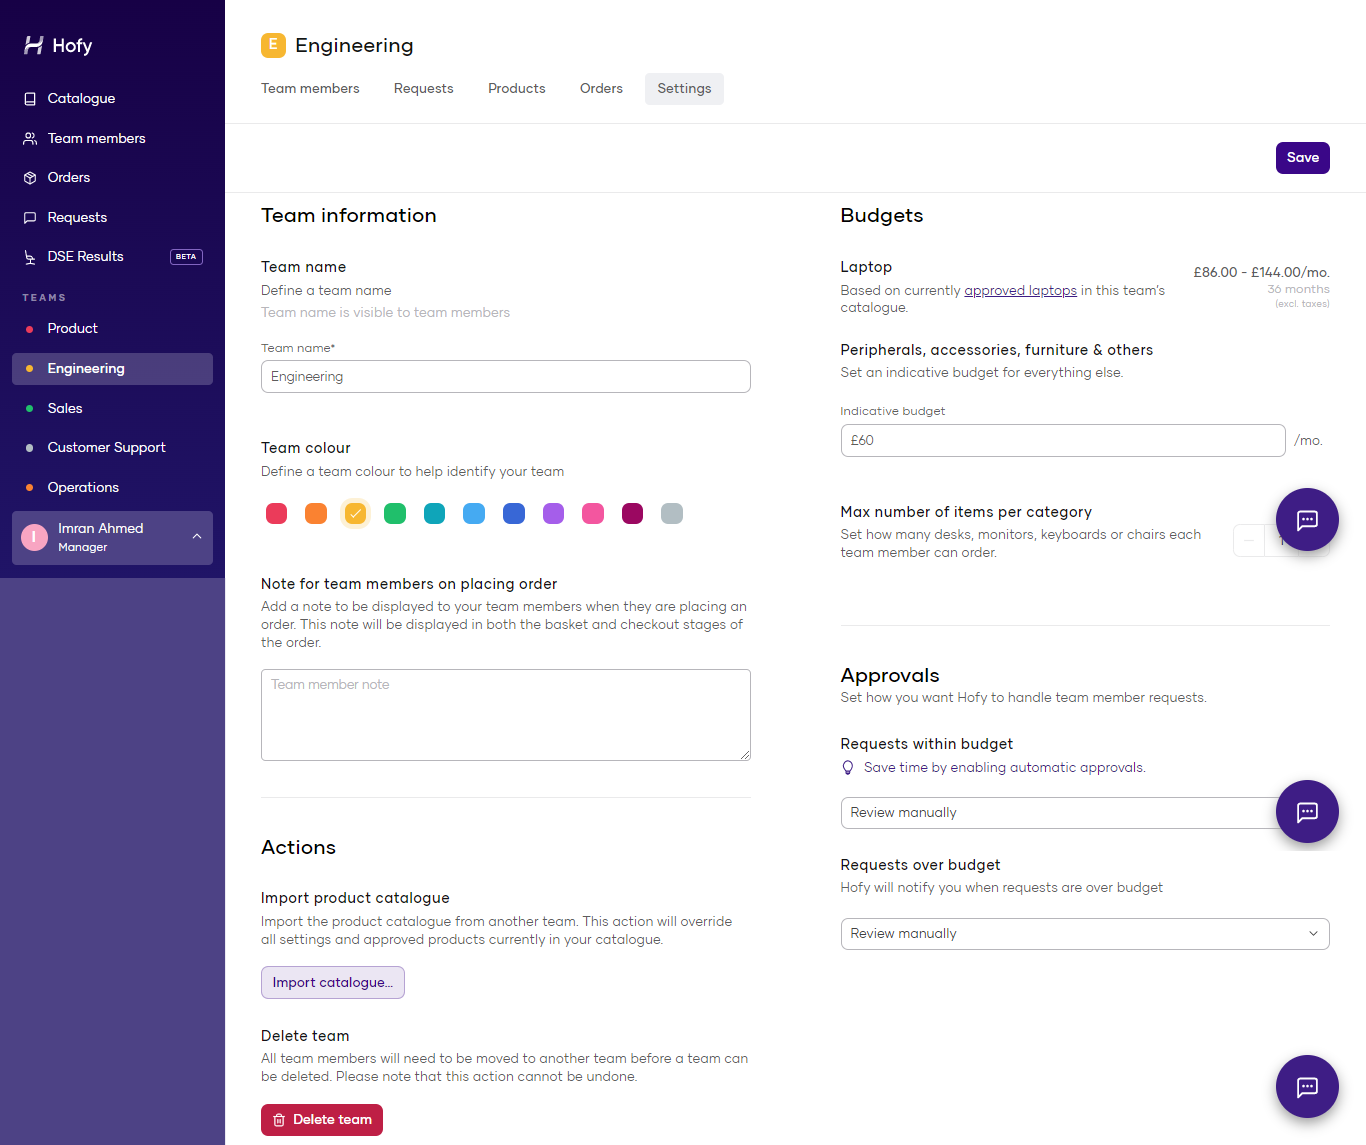 Hofy
Catalogue
Team members
Orders
Requests
DSE Results
BETA
TEAMS
Product
Engineering
Sales
Customer Support
Operations
I
Imran Ahmed
Manager
E
Engineering
Team members
Requests
Products
Orders
Settings
Save
Team information
Team name
Define a team name
Team name is visible to team members
Team name*
Engineering
Team colour
Define a team colour to help identify your team
Note for team members on placing order
Add a note to be displayed to your team members when they are placing an
order. This note will be displayed in both the basket and checkout stages of
the order.
Team member note
Actions
Import product catalogue
Import the product catalogue from another team. This action will override
all settings and approved products currently in your catalogue.
Import catalogue...
Delete team
All team members will need to be moved to another team before a team can
be deleted. Please note that this action cannot be undone.
Delete team
Budgets
Laptop
Based on currently approved laptops in this team's
catalogue.
£86.00 - £144.00/mo.
36 months
(excl. taxes)
Peripherals, accessories, furniture & others
Set an indicative budget for everything else.
Indicative budget
£60
/mo.
Max number of items per category
Set how many desks, monitors, keyboards or chairs each
team member can order.
Approvals
Set how you want Hofy to handle team member requests.
Requests within budget
Save time by enabling automatic approvals.
Review manually
Requests over budget
Hofy will notify you when requests are over budget
Review manually